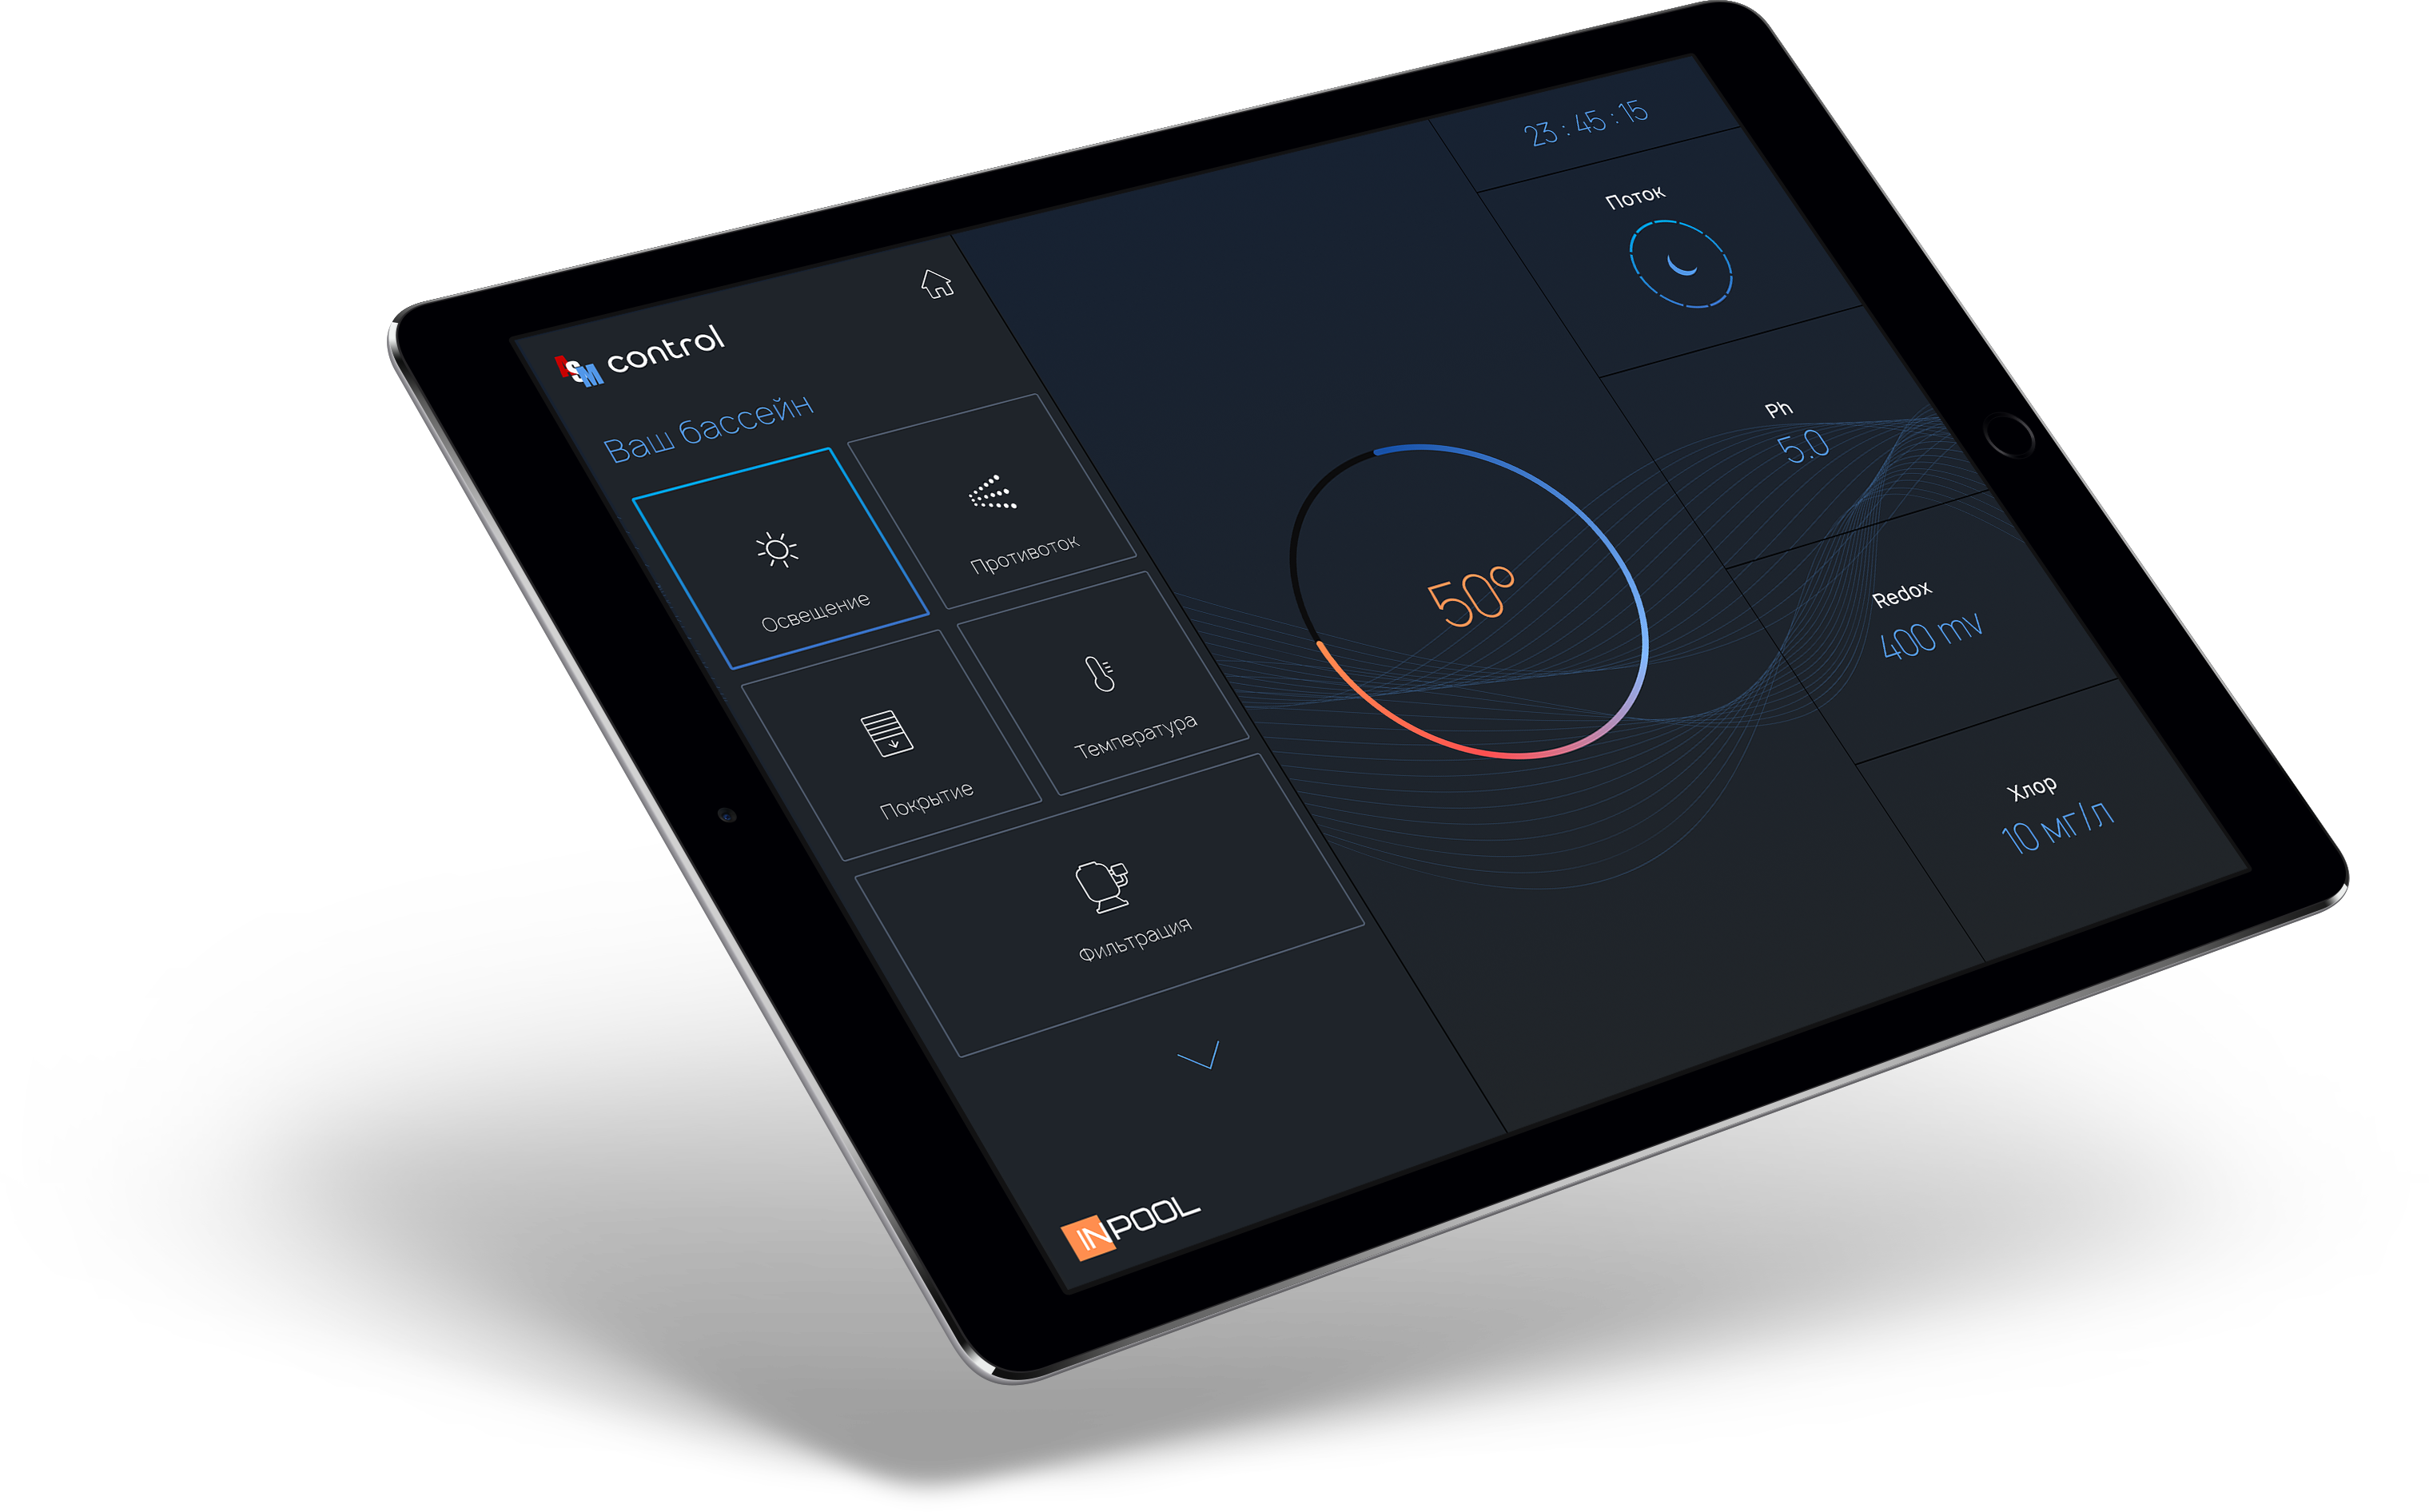 ISM control
Ваш бассейн
Освещение
Противоток
Покрытие
Температура
Фильтрация
INPOOL
50°
23 : 45 : 15
Поток
Ph
5.0
Redox
400 mv
Хлор
10 мг/л